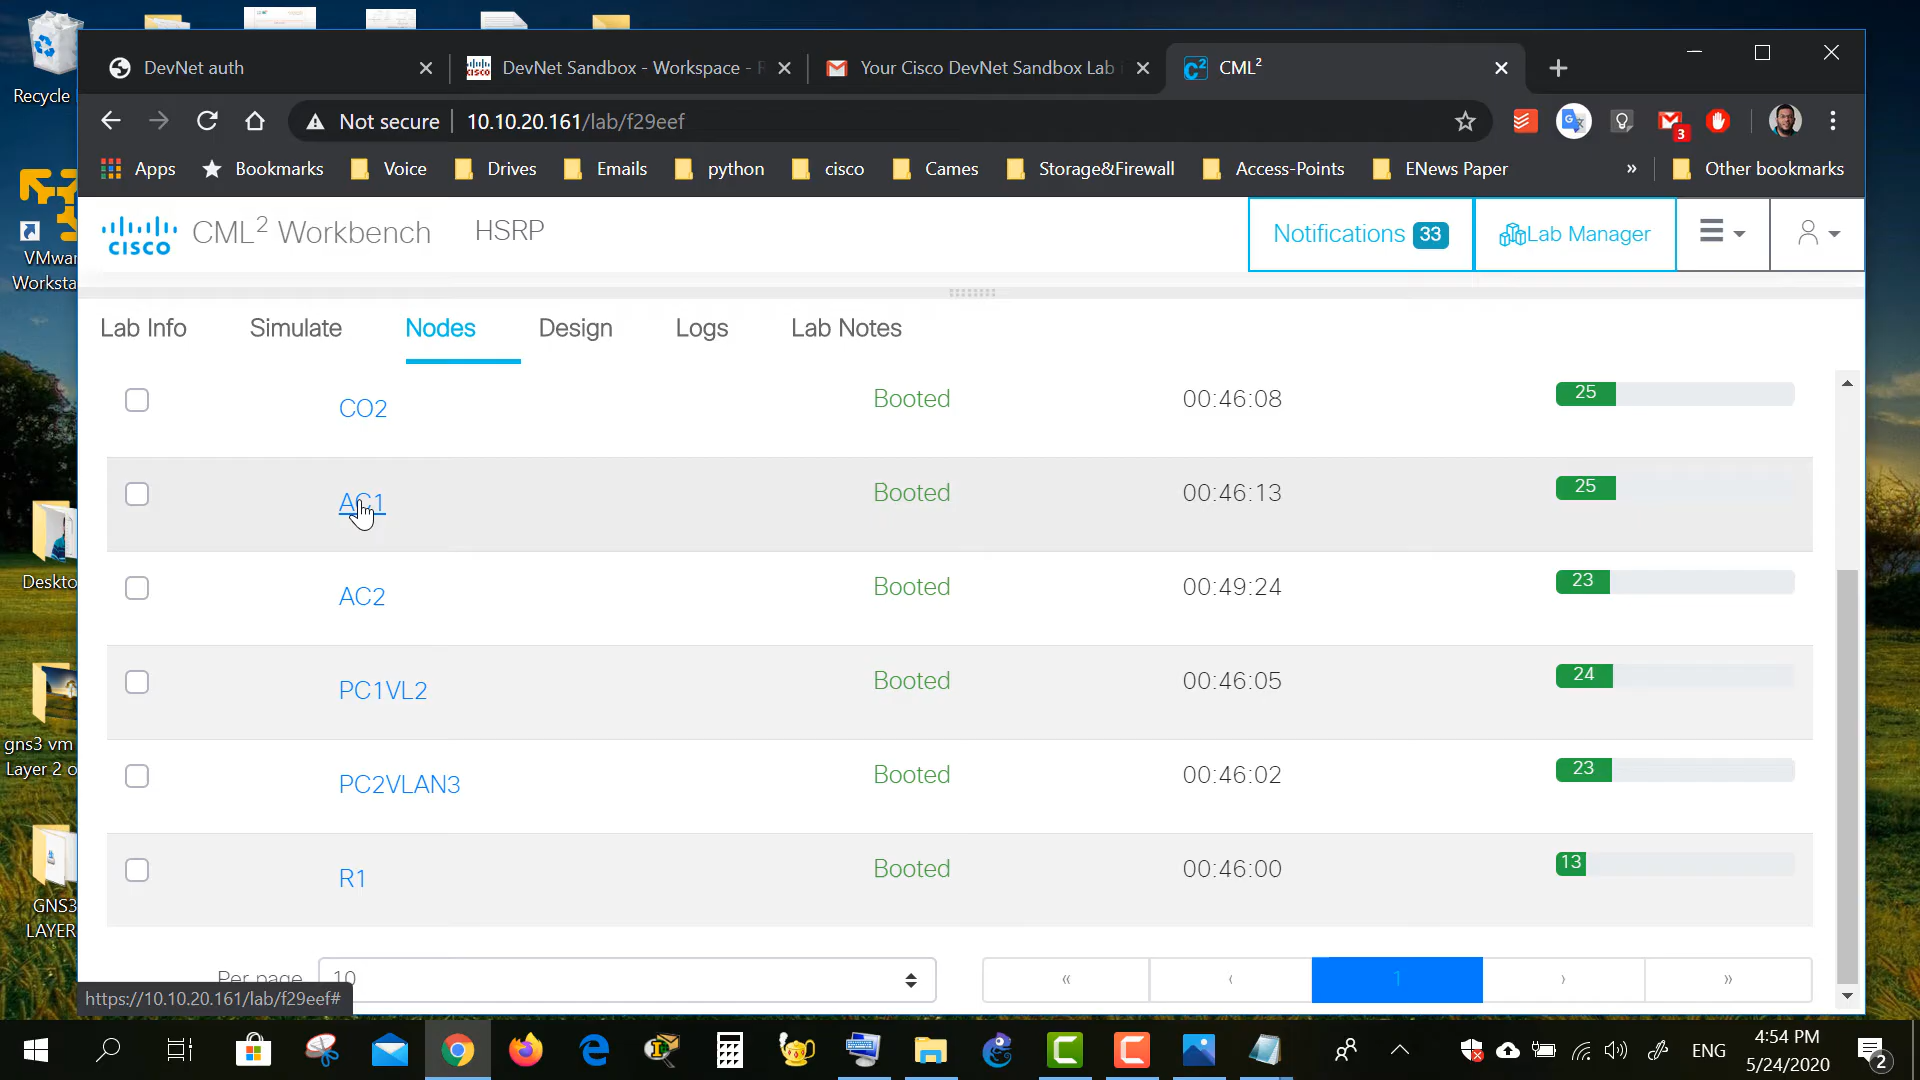 Recycle
VMwar
Worksta
Deskto
gns3 vm
Layer 2 o
GNS3
LAYER
DevNet auth
CISCO DevNet Sandbox - Workspace -
Your Cisco DevNet Sandbox Lab i
CML²
Not secure 10.10.20.161/lab/f29eef
3
Apps Bookmarks Voice Drives Emails python cisco Cames Storage&Firewall Access-Points ENews Paper » Other bookmarks
cisco CML² Workbench HSRP Notifications 33 Lab Manager
Lab Info Simulate Nodes Design Logs Lab Notes
CO2 Booted 00:46:08 25
AC1 Booted 00:46:13 25
AC2 Booted 00:49:24 23
PC1VL2 Booted 00:46:05 24
PC2VLAN3 Booted 00:46:02 23
R1 Booted 00:46:00 13
Per page 10 « ‹ 1 › »
https://10.10.20.161/lab/f29eef#
ENG
4:54 PM
5/24/2020
2